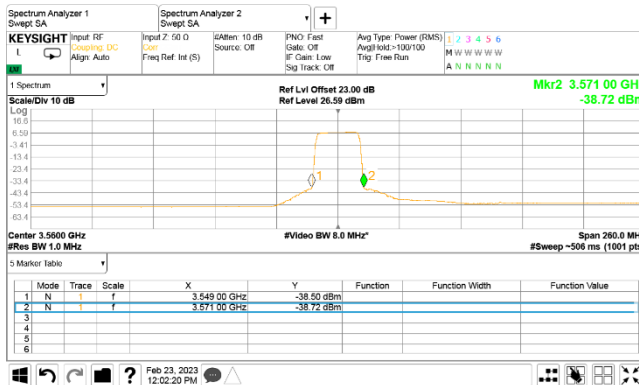 Spectrum Analyzer 1
Swept SA
Spectrum Analyzer 2
Swept SA
KEYSIGHT
L
Input: RF
Coupling: DC
Align: Auto
Input Z: 50 Ω
Corr
Freq Ref: Int (S)
#Atten: 10 dB
Source: Off
PNO: Fast
Gate: Off
IF Gain: Low
Sig Track: Off
Avg Type: Power (RMS)
Avg|Hold:>100/100
Trig: Free Run
1 2 3 4 5 6
M W W W W W
A N N N N N
1 Spectrum
Scale/Div 10 dB
Ref Lvl Offset 23.00 dB
Ref Level 26.59 dBm
Mkr2 3.571 00 GH
-38.72 dBm
Log
16.6
6.59
-3.41
-13.4
-23.4
-33.4
-43.4
-53.4
-63.4
1
2
Center 3.5600 GHz
#Res BW 1.0 MHz
#Video BW 8.0 MHz*
Span 260.0 MH
#Sweep ~506 ms (1001 pts
5 Marker Table
Mode Trace Scale X Y Function Function Width Function Value
1 N 1 f 3.549 00 GHz -38.50 dBm
2 N 1 f 3.571 00 GHz -38.72 dBm
3
4
5
6
?
Feb 23, 2023
12:02:20 PM